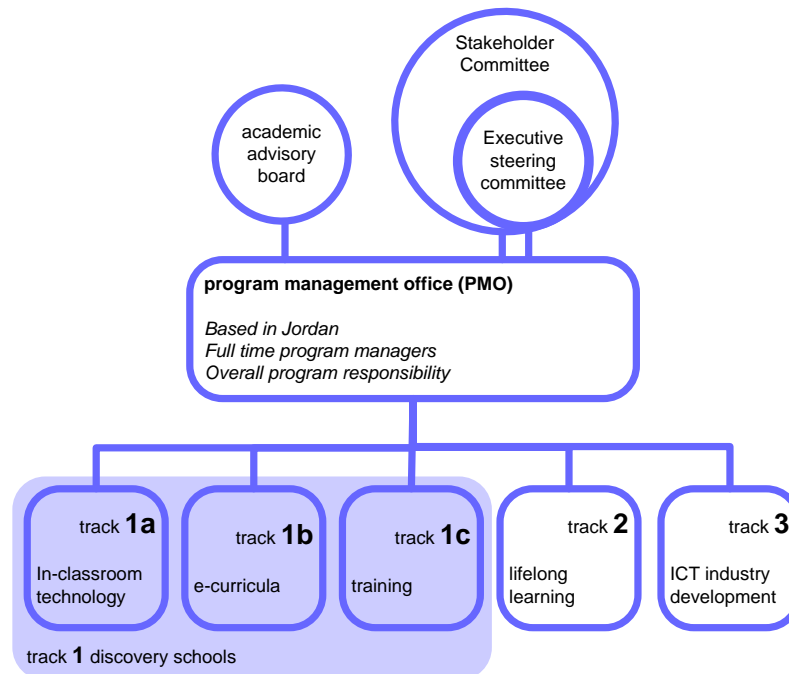 Stakeholder
Committee
academic
advisory
board
Executive
steering
committee
program management office (PMO)
Based in Jordan
Full time program managers
Overall program responsibility
track 1a
In-classroom
technology
track 1b
e-curricula
track 1c
training
track 2
lifelong
learning
track 3
ICT industry
development
track 1 discovery schools